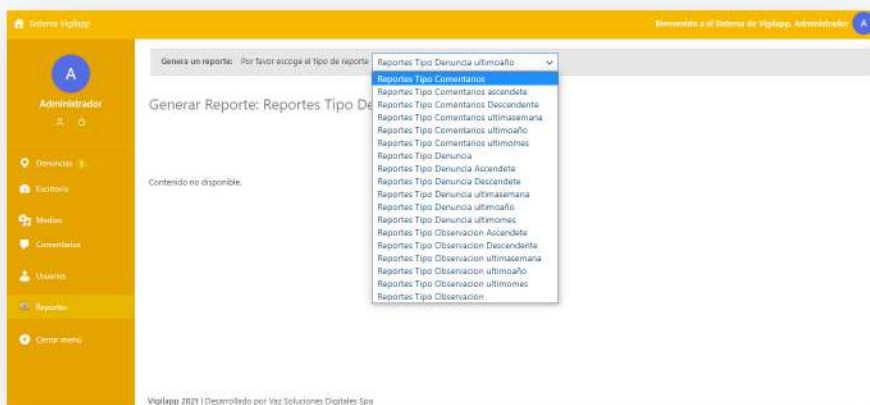 Sistema Vigilapp
Bienvenido a el Sistema de Vigilapp, Administrador
A
A
Administrador
Denuncias
Escritorio
Medios
Comentarios
Usuarios
Reportes
Cerrar menú
Genera un reporte: Por favor escoge el tipo de reporte
Reportes Tipo Denuncia ultimoaño
Generar Reporte: Reportes Tipo De
Contenido no disponible.
Reportes Tipo Comentarios
Reportes Tipo Comentarios ascendete
Reportes Tipo Comentarios Descendente
Reportes Tipo Comentarios ultimasemana
Reportes Tipo Comentarios ultimoaño
Reportes Tipo Comentarios ultimomes
Reportes Tipo Denuncia
Reportes Tipo Denuncia Ascendete
Reportes Tipo Denuncia Descendete
Reportes Tipo Denuncia ultimasemana
Reportes Tipo Denuncia ultimoaño
Reportes Tipo Denuncia ultimomes
Reportes Tipo Observacion Ascendete
Reportes Tipo Observacion Descendente
Reportes Tipo Observacion ultimasemana
Reportes Tipo Observacion ultimoaño
Reportes Tipo Observacion ultimomes
Reportes Tipo Observacion
Vigilapp 2021 | Desarrollado por Vaz Soluciones Digitales Spa